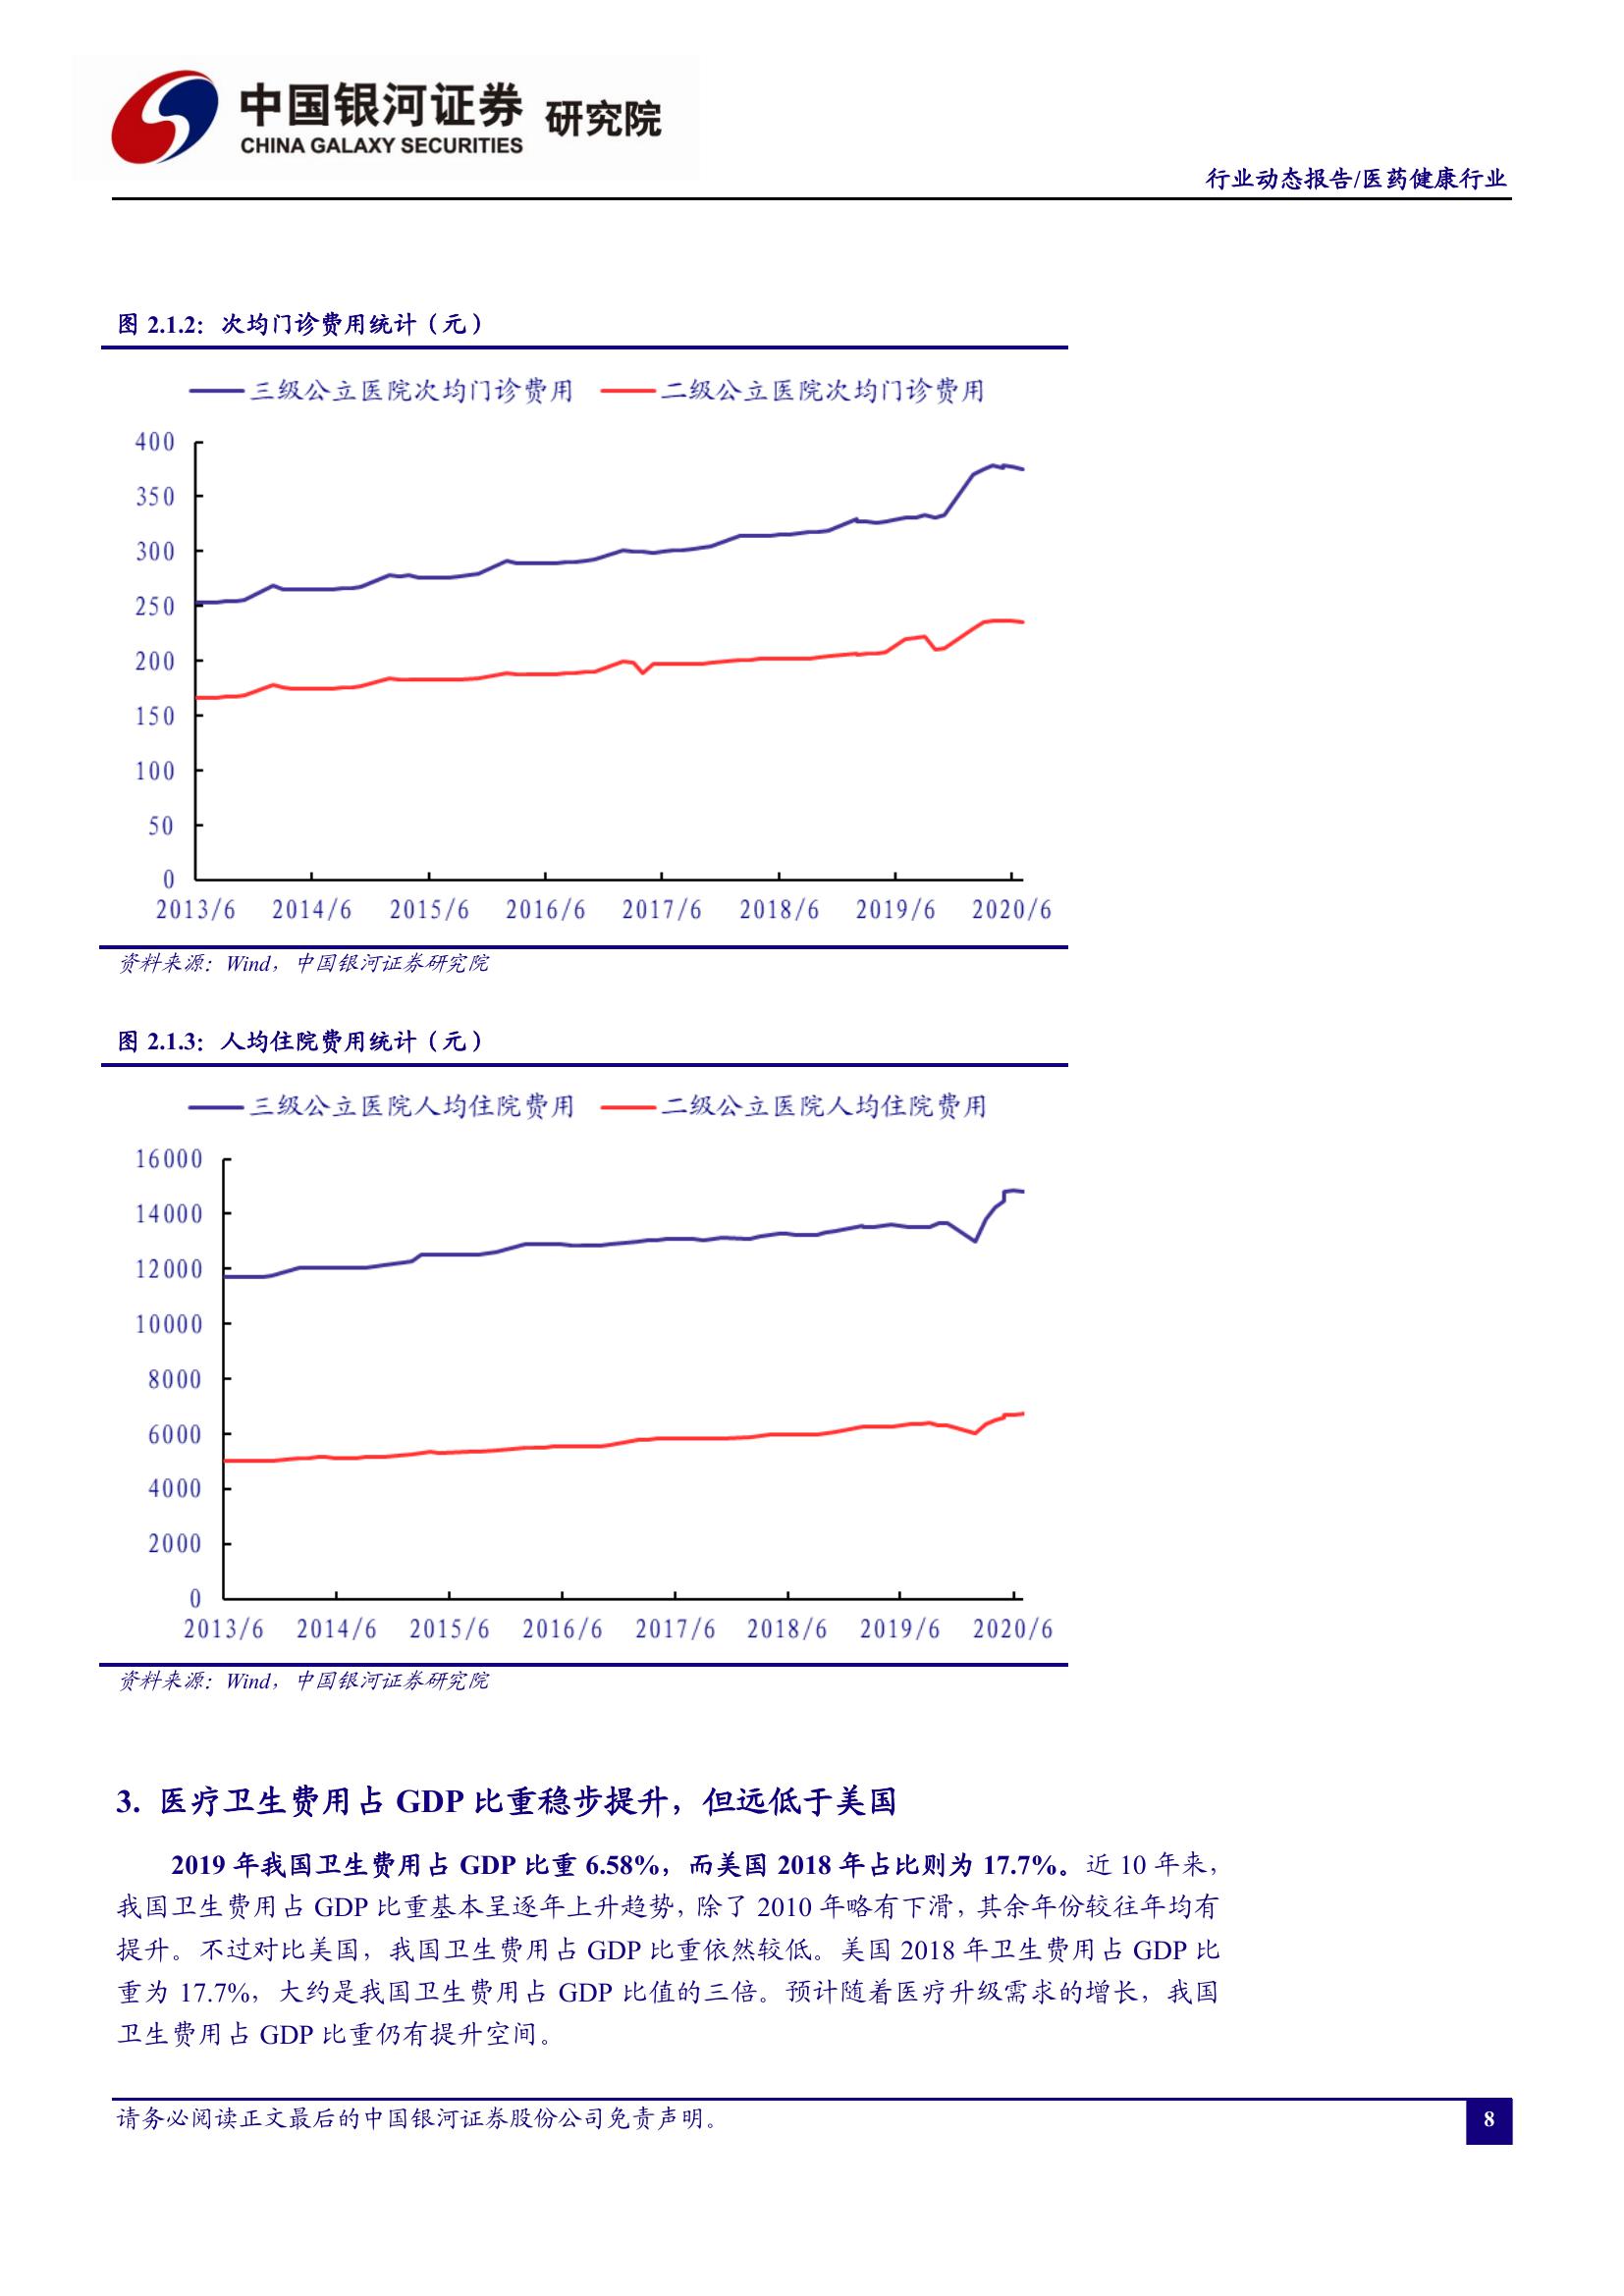 中国银河证券 研究院
CHINA GALAXY SECURITIES
行业动态报告/医药健康行业
图 2.1.2：次均门诊费用统计（元）
三级公立医院次均门诊费用 二级公立医院次均门诊费用
400
350
300
250
200
150
100
50
0
2013/6 2014/6 2015/6 2016/6 2017/6 2018/6 2019/6 2020/6
资料来源：Wind，中国银河证券研究院
图 2.1.3：人均住院费用统计（元）
三级公立医院人均住院费用 二级公立医院人均住院费用
16000
14000
12000
10000
8000
6000
4000
2000
0
2013/6 2014/6 2015/6 2016/6 2017/6 2018/6 2019/6 2020/6
资料来源：Wind，中国银河证券研究院
3. 医疗卫生费用占 GDP 比重稳步提升，但远低于美国
2019 年我国卫生费用占 GDP 比重 6.58%，而美国 2018 年占比则为 17.7%。近 10 年来，
我国卫生费用占 GDP 比重基本呈逐年上升趋势，除了 2010 年略有下滑，其余年份较往年均有
提升。不过对比美国，我国卫生费用占 GDP 比重依然较低。美国 2018 年卫生费用占 GDP 比
重为 17.7%，大约是我国卫生费用占 GDP 比值的三倍。预计随着医疗升级需求的增长，我国
卫生费用占 GDP 比重仍有提升空间。
请务必阅读正文最后的中国银河证券股份公司免责声明。
8